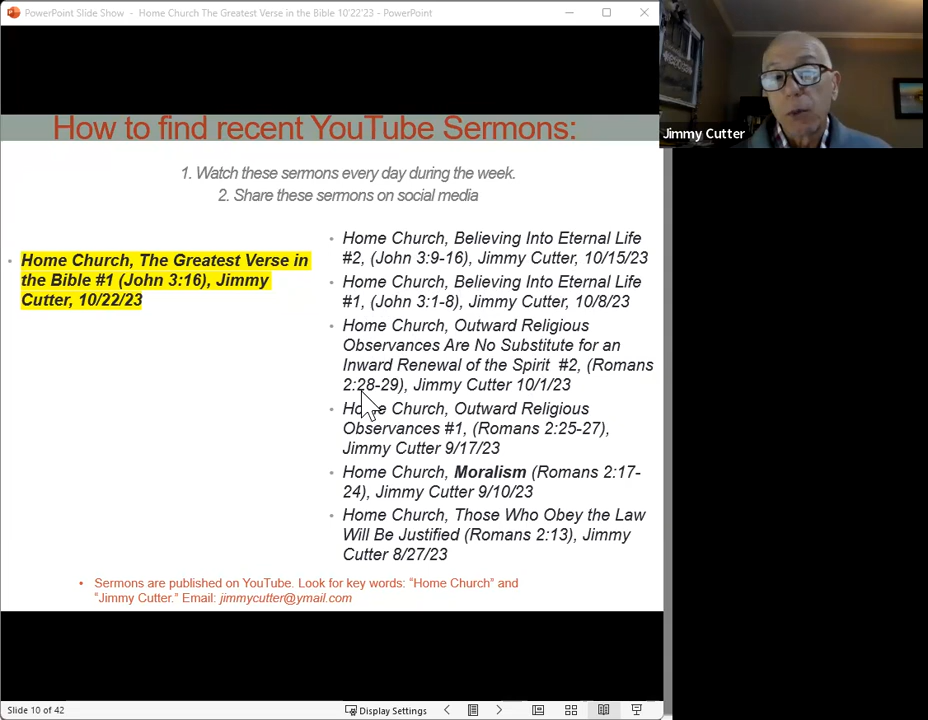 PowerPoint Slide Show - Home Church The Greatest Verse in the Bible 10'22'23 - PowerPoint
Jimmy Cutter
How to find recent YouTube Sermons:
1. Watch these sermons every day during the week.
2. Share these sermons on social media
Home Church, The Greatest Verse in
the Bible #1 (John 3:16), Jimmy
Cutter, 10/22/23
Home Church, Believing Into Eternal Life
#2, (John 3:9-16), Jimmy Cutter, 10/15/23
Home Church, Believing Into Eternal Life
#1, (John 3:1-8), Jimmy Cutter, 10/8/23
Home Church, Outward Religious
Observances Are No Substitute for an
Inward Renewal of the Spirit #2, (Romans
2:28-29), Jimmy Cutter 10/1/23
Home Church, Outward Religious
Observances #1, (Romans 2:25-27),
Jimmy Cutter 9/17/23
Home Church, Moralism (Romans 2:17-
24), Jimmy Cutter 9/10/23
Home Church, Those Who Obey the Law
Will Be Justified (Romans 2:13), Jimmy
Cutter 8/27/23
Sermons are published on YouTube. Look for key words: “Home Church” and
“Jimmy Cutter.” Email: jimmycutter@ymail.com
Slide 10 of 42
Display Settings